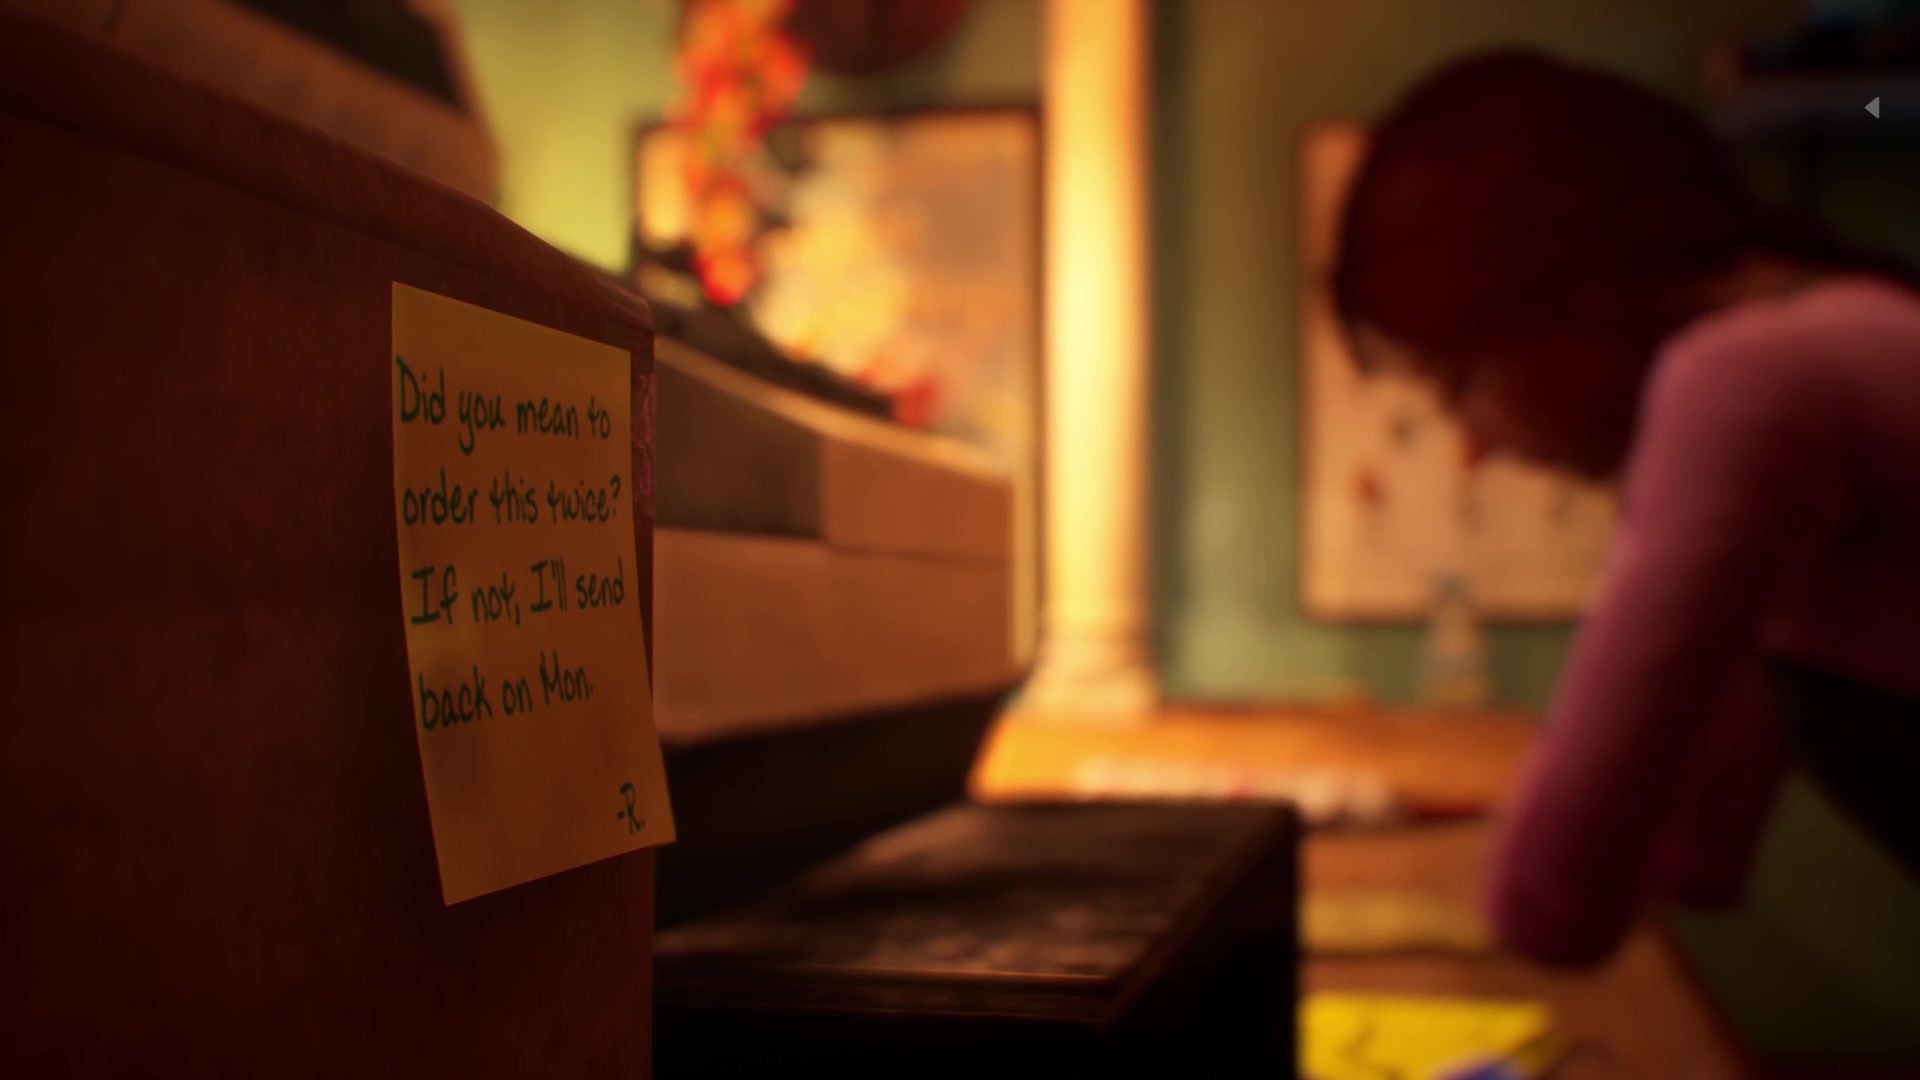 Did you mean to
order this twice?
If not, I'll send
back on Mon.
-R.